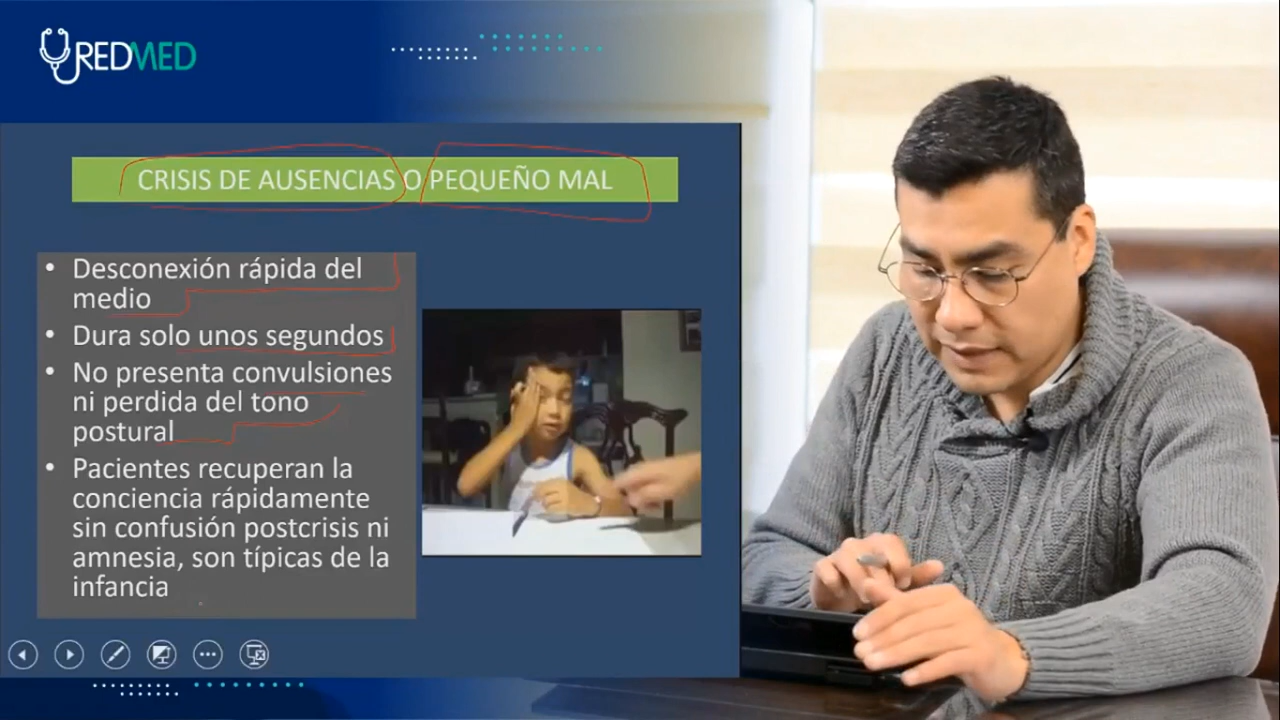 REDMED
CRISIS DE AUSENCIAS O PEQUEÑO MAL
• Desconexión rápida del
medio
• Dura solo unos segundos
• No presenta convulsiones
ni perdida del tono
postural
• Pacientes recuperan la
conciencia rápidamente
sin confusión postcrisis ni
amnesia, son típicas de la
infancia